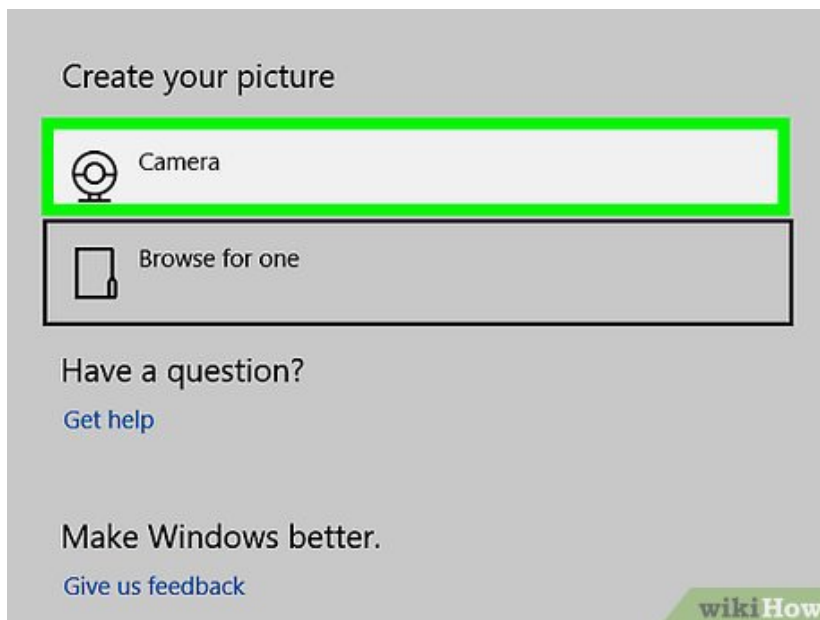 Create your picture
Camera
Browse for one
Have a question?
Get help
Make Windows better.
Give us feedback
wikiHow